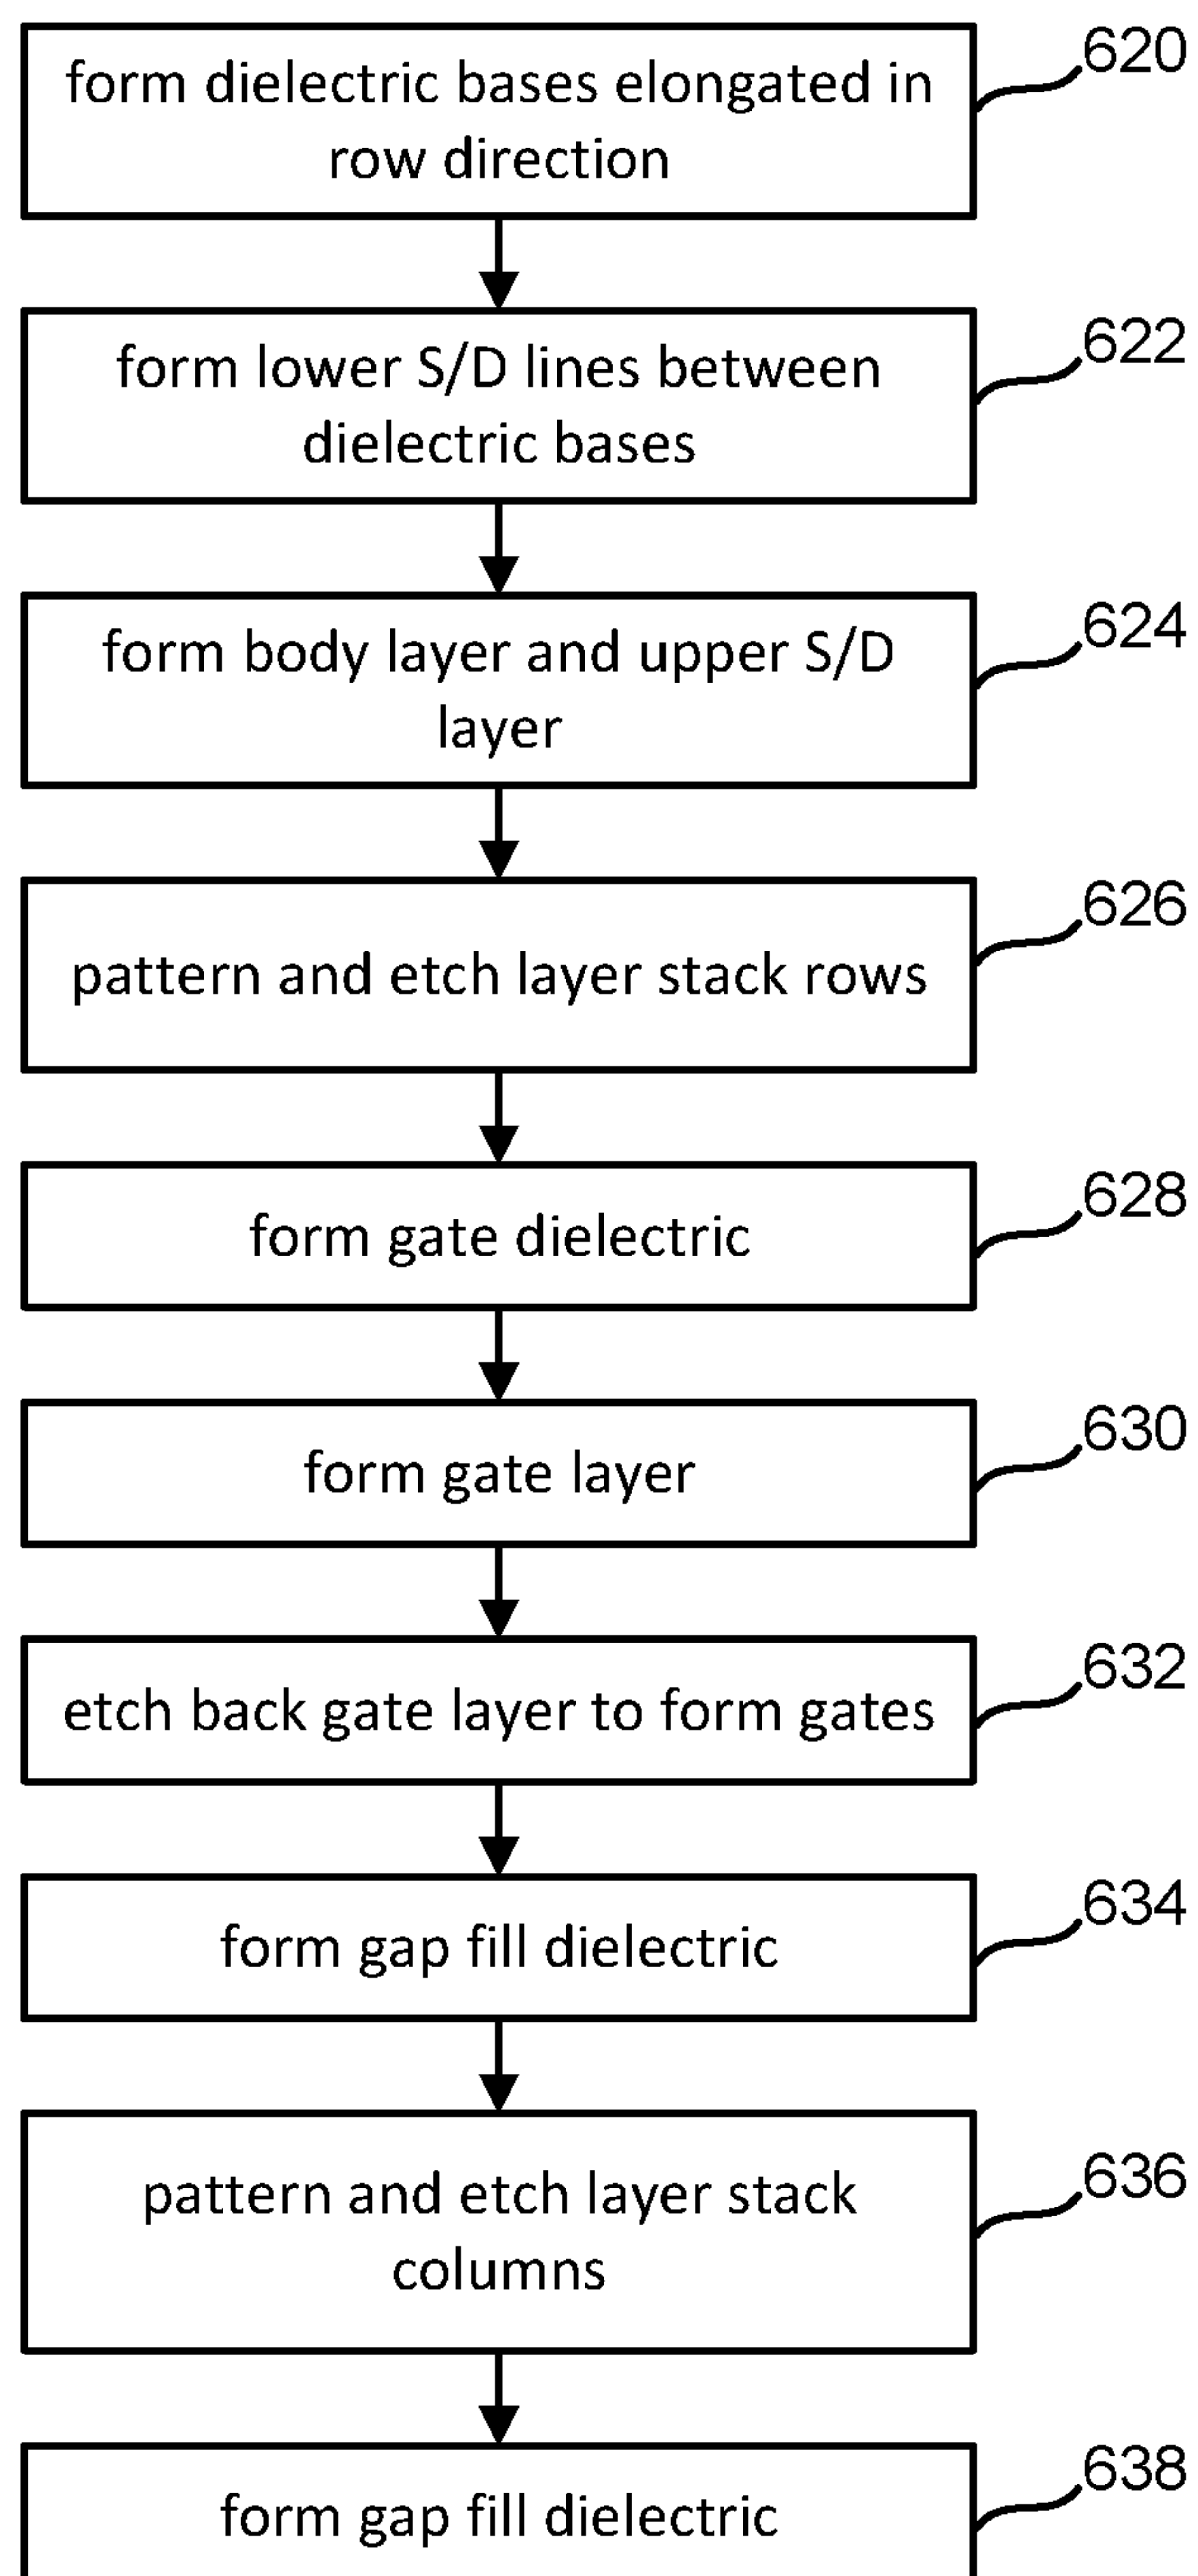 form dielectric bases elongated in
row direction
620
form lower S/D lines between
dielectric bases
622
form body layer and upper S/D
layer
624
pattern and etch layer stack rows
626
form gate dielectric
628
form gate layer
630
etch back gate layer to form gates
632
form gap fill dielectric
634
pattern and etch layer stack
columns
636
form gap fill dielectric
638